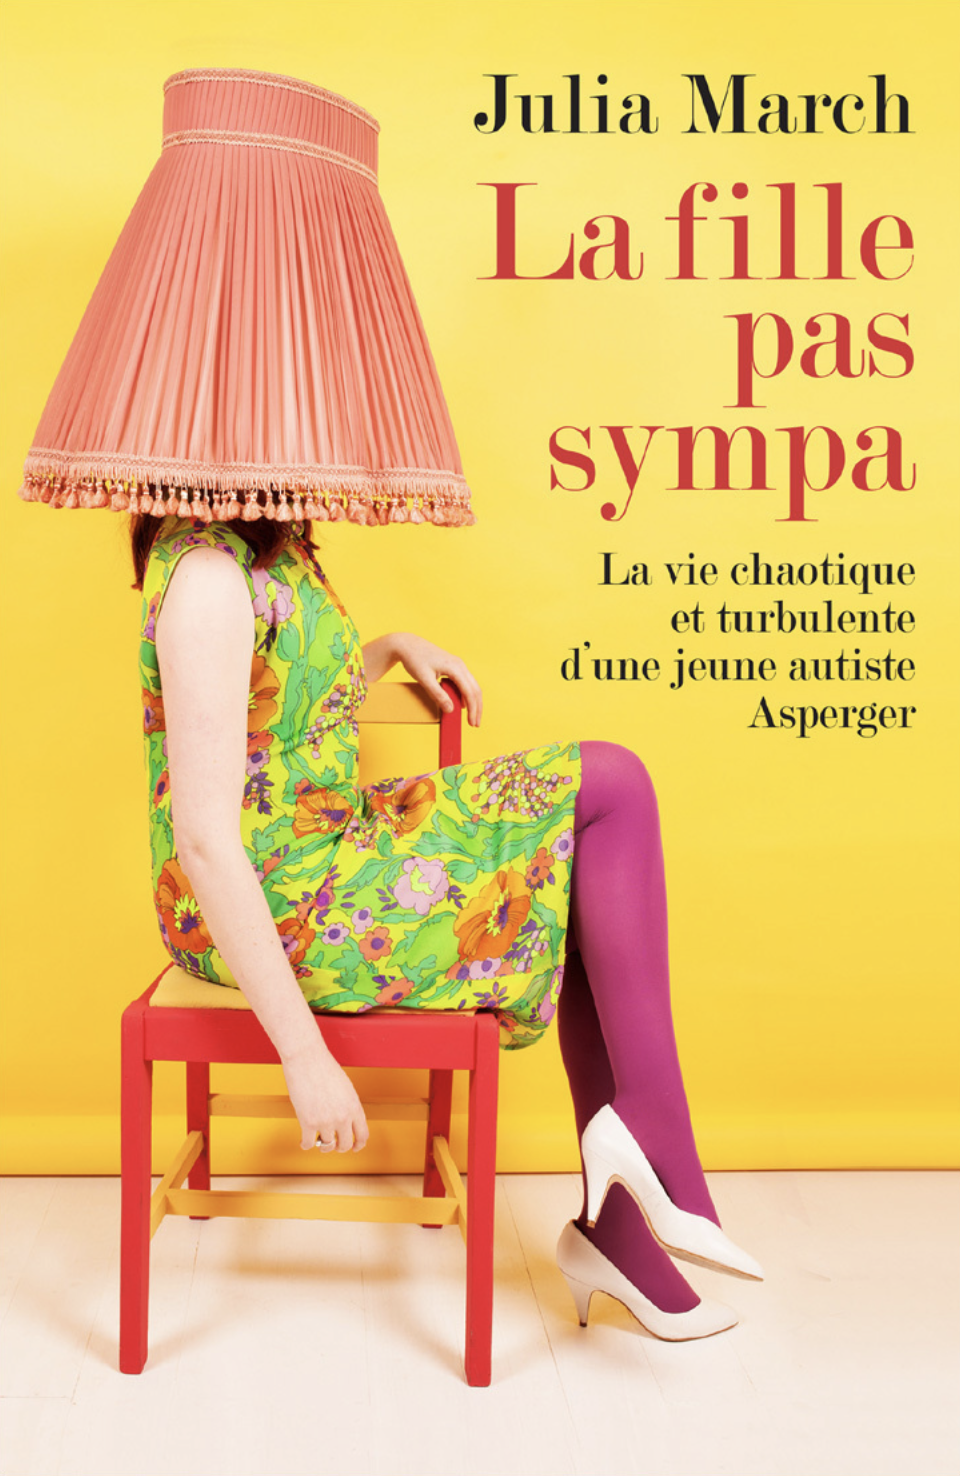 Julia March
La fille
pas
sympa
La vie chaotique
et turbulente
d'une jeune autiste
Asperger